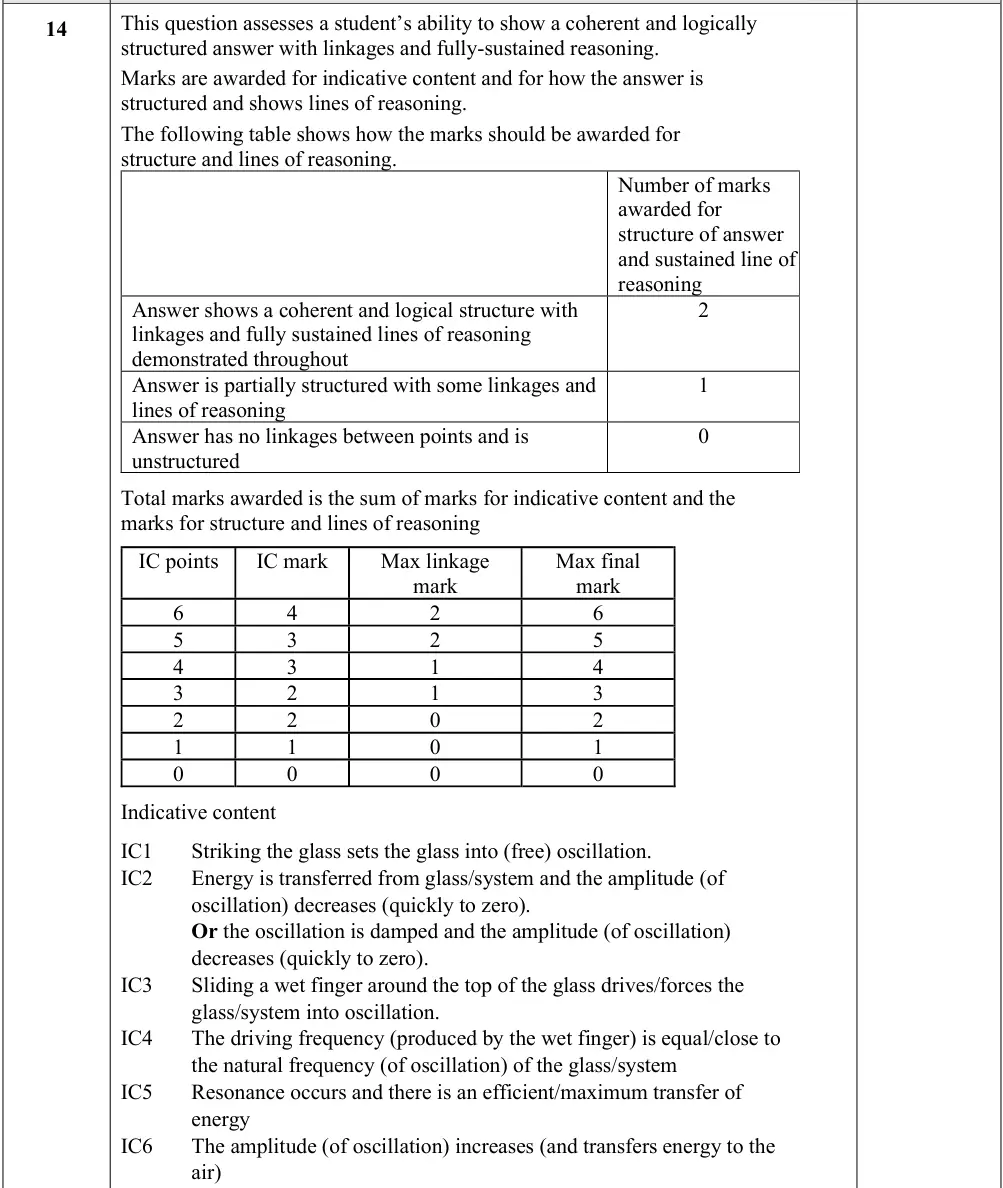 14
This question assesses a student’s ability to show a coherent and logically
structured answer with linkages and fully-sustained reasoning.
Marks are awarded for indicative content and for how the answer is
structured and shows lines of reasoning.
The following table shows how the marks should be awarded for
structure and lines of reasoning.
Number of marks
awarded for
structure of answer
and sustained line of
reasoning
Answer shows a coherent and logical structure with
linkages and fully sustained lines of reasoning
demonstrated throughout
2
Answer is partially structured with some linkages and
lines of reasoning
1
Answer has no linkages between points and is
unstructured
0
Total marks awarded is the sum of marks for indicative content and the
marks for structure and lines of reasoning
IC points IC mark Max linkage mark Max final mark
6 4 2 6
5 3 2 5
4 3 1 4
3 2 1 3
2 2 0 2
1 1 0 1
0 0 0 0
Indicative content
IC1 Striking the glass sets the glass into (free) oscillation.
IC2 Energy is transferred from glass/system and the amplitude (of
oscillation) decreases (quickly to zero).
Or the oscillation is damped and the amplitude (of oscillation)
decreases (quickly to zero).
IC3 Sliding a wet finger around the top of the glass drives/forces the
glass/system into oscillation.
IC4 The driving frequency (produced by the wet finger) is equal/close to
the natural frequency (of oscillation) of the glass/system
IC5 Resonance occurs and there is an efficient/maximum transfer of
energy
IC6 The amplitude (of oscillation) increases (and transfers energy to the
air)